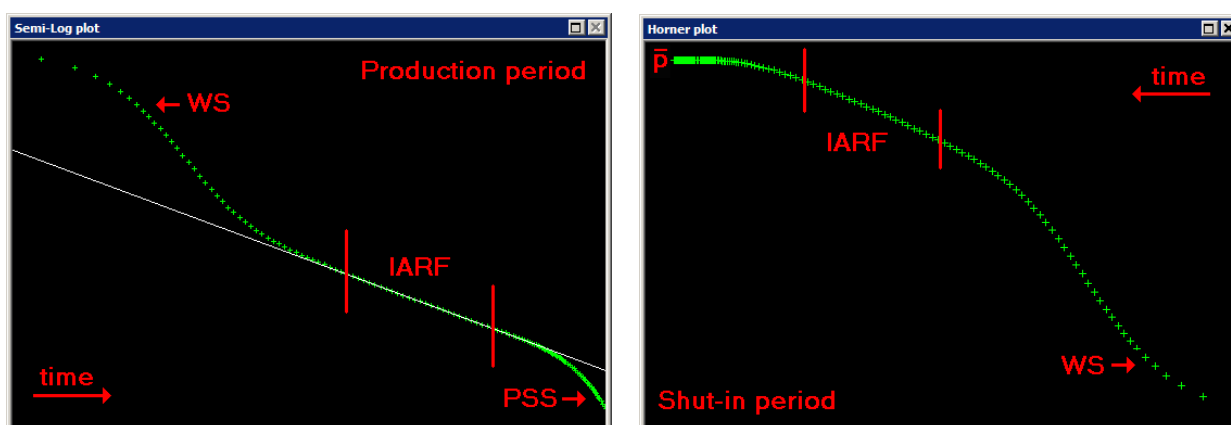 Semi-Log plot
Production period
← WS
IARF
time
PSS→
Horner plot
p̅
time
IARF
WS →
Shut-in period